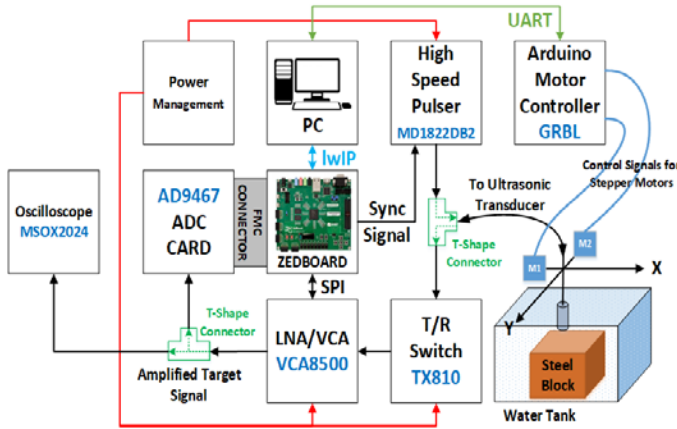 UART
Power
Management
PC
High
Speed
Pulser
MD1822DB2
Arduino
Motor
Controller
GRBL
lwIP
Control Signals for
Stepper Motors
Oscilloscope
MSOX2024
AD9467
ADC
CARD
FMC
CONNECTOR
ZEDBOARD
Sync
Signal
To Ultrasonic
Transducer
T-Shape
Connector
M1
M2
X
Y
SPI
T-Shape
Connector
Amplified Target
Signal
LNA/VCA
VCA8500
T/R
Switch
TX810
Steel
Block
Water Tank